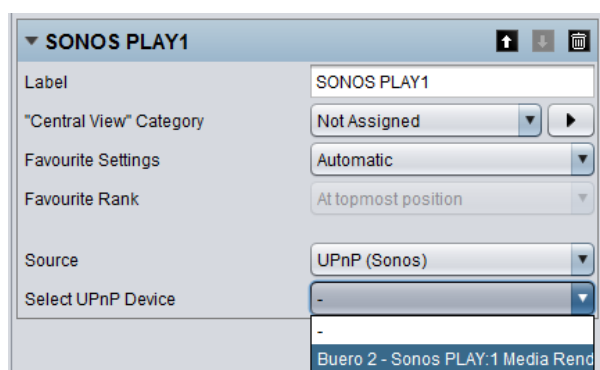 SONOS PLAY1
Label SONOS PLAY1
"Central View" Category Not Assigned
Favourite Settings Automatic
Favourite Rank At topmost position
Source UPnP (Sonos)
Select UPnP Device -
-
Buero 2 - Sonos PLAY:1 Media Rend